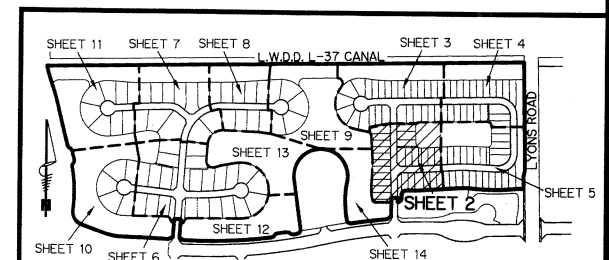 SHEET 11
SHEET 7
SHEET 8
L.W.D.D. L-37 CANAL
SHEET 3
SHEET 4
LYONS ROAD
SHEET 9
SHEET 13
SHEET 5
SHEET 2
SHEET 10
SHEET 6
SHEET 12
SHEET 14